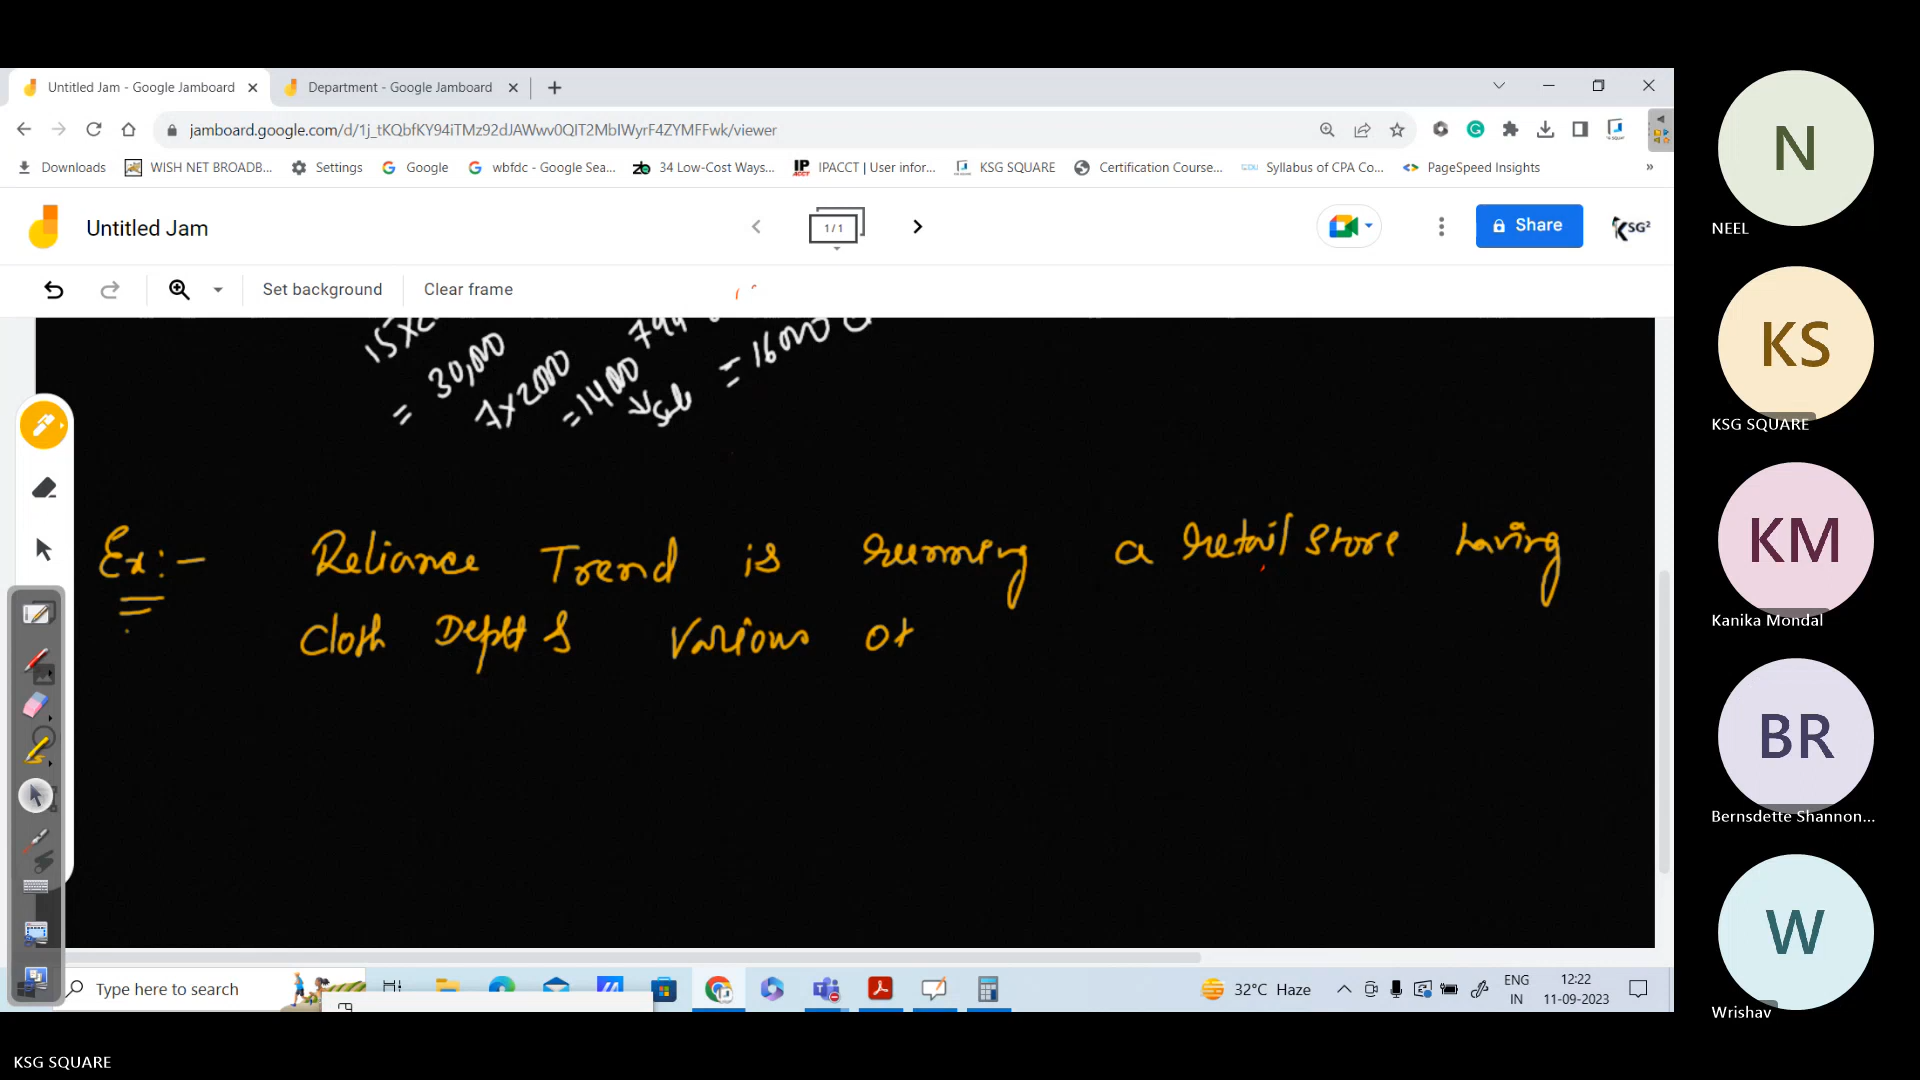 Untitled Jam - Google Jamboard
Department - Google Jamboard
jamboard.google.com/d/1j_tKQbfKY94iTMz92dJAWwv0QIT2MbIWyrF4ZYMFFwk/viewer
Downloads WISH NET BROADB... Settings Google wbfdc - Google Sea... 34 Low-Cost Ways... IPACCT | User infor... KSG SQUARE Certification Course... Syllabus of CPA Co... PageSpeed Insights »
Untitled Jam
1/1
Share
KSG²
Set background Clear frame
= 30,000
7x2000
=1400
Sale
= 16000
Ex:- Reliance Trend is running a retail store having
Cloth Deptt & Various ot
Type here to search
32°C Haze
ENG
IN
12:22
11-09-2023
N
NEEL
KS
KSG SQUARE
KM
Kanika Mondal
BR
Bernsdette Shannon...
W
Wrishav
KSG SQUARE